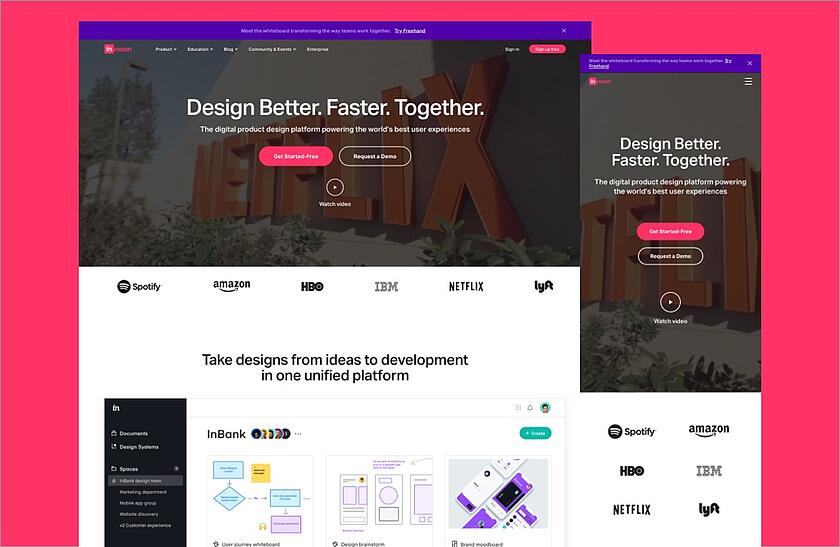 Meet the whiteboard transforming the way teams work together. Try Freehand
in VISION Product Education Blog Community & Events Enterprise Sign in Sign up free
Design Better. Faster. Together.
The digital product design platform powering the world's best user experiences
Get Started-Free Request a Demo
Watch video
NETFLIX
Spotify amazon HBO IBM NETFLIX lyft
Take designs from ideas to development
in one unified platform
in
Documents
Design Systems
Spaces
InBank design team
Marketing department
Mobile app group
Website discovery
v2 Customer experience
InBank
+ Create
User journey whiteboard
Design brainstorm
Brand moodboard
Meet the whiteboard transforming the way teams work together. Try
Freehand
in VISION
Design Better.
Faster. Together.
The digital product design platform powering
the world's best user experiences
Get Started-Free
Request a Demo
Watch video
Spotify amazon
HBO IBM
NETFLIX lyft